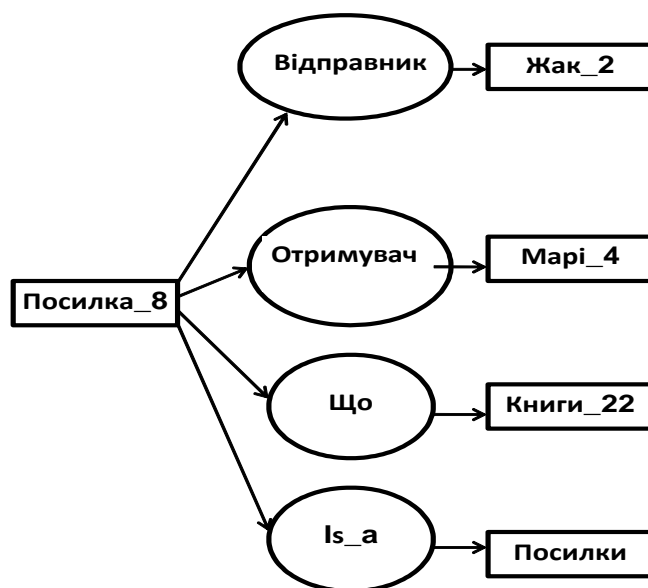 Відправник
Жак_2
Отримувач
Марі_4
Посилка_8
Що
Книги_22
Is_a
Посилки